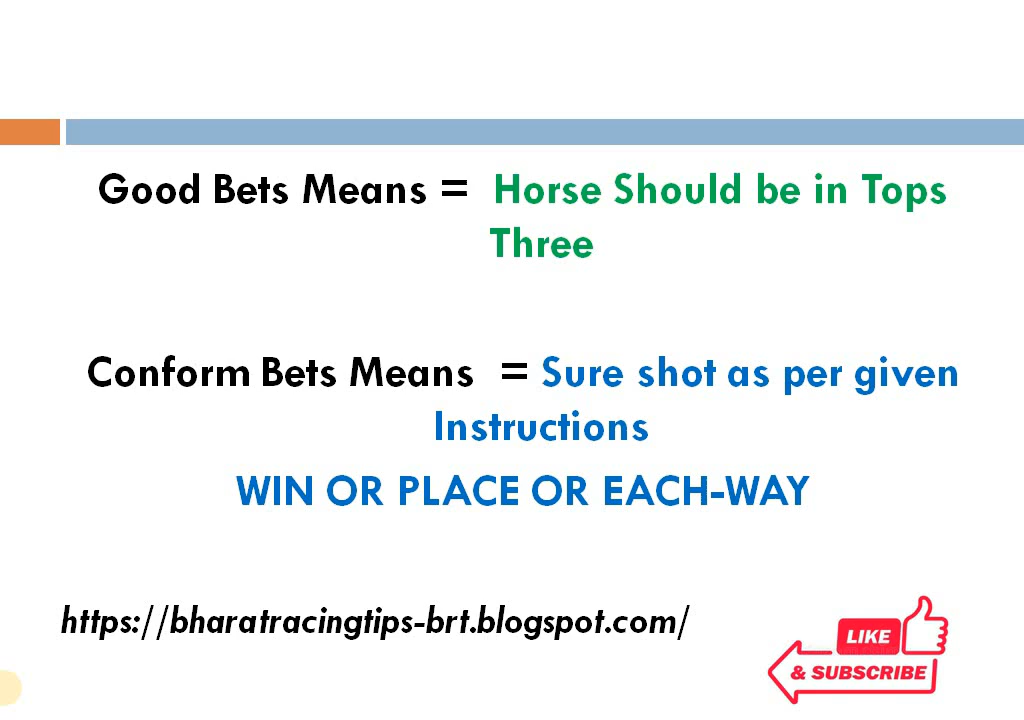 Good Bets Means = Horse Should be in Tops
Three
Conform Bets Means = Sure shot as per given
Instructions
WIN OR PLACE OR EACH-WAY
https://bharatracingtips-brt.blogspot.com/
LIKE
& SUBSCRIBE